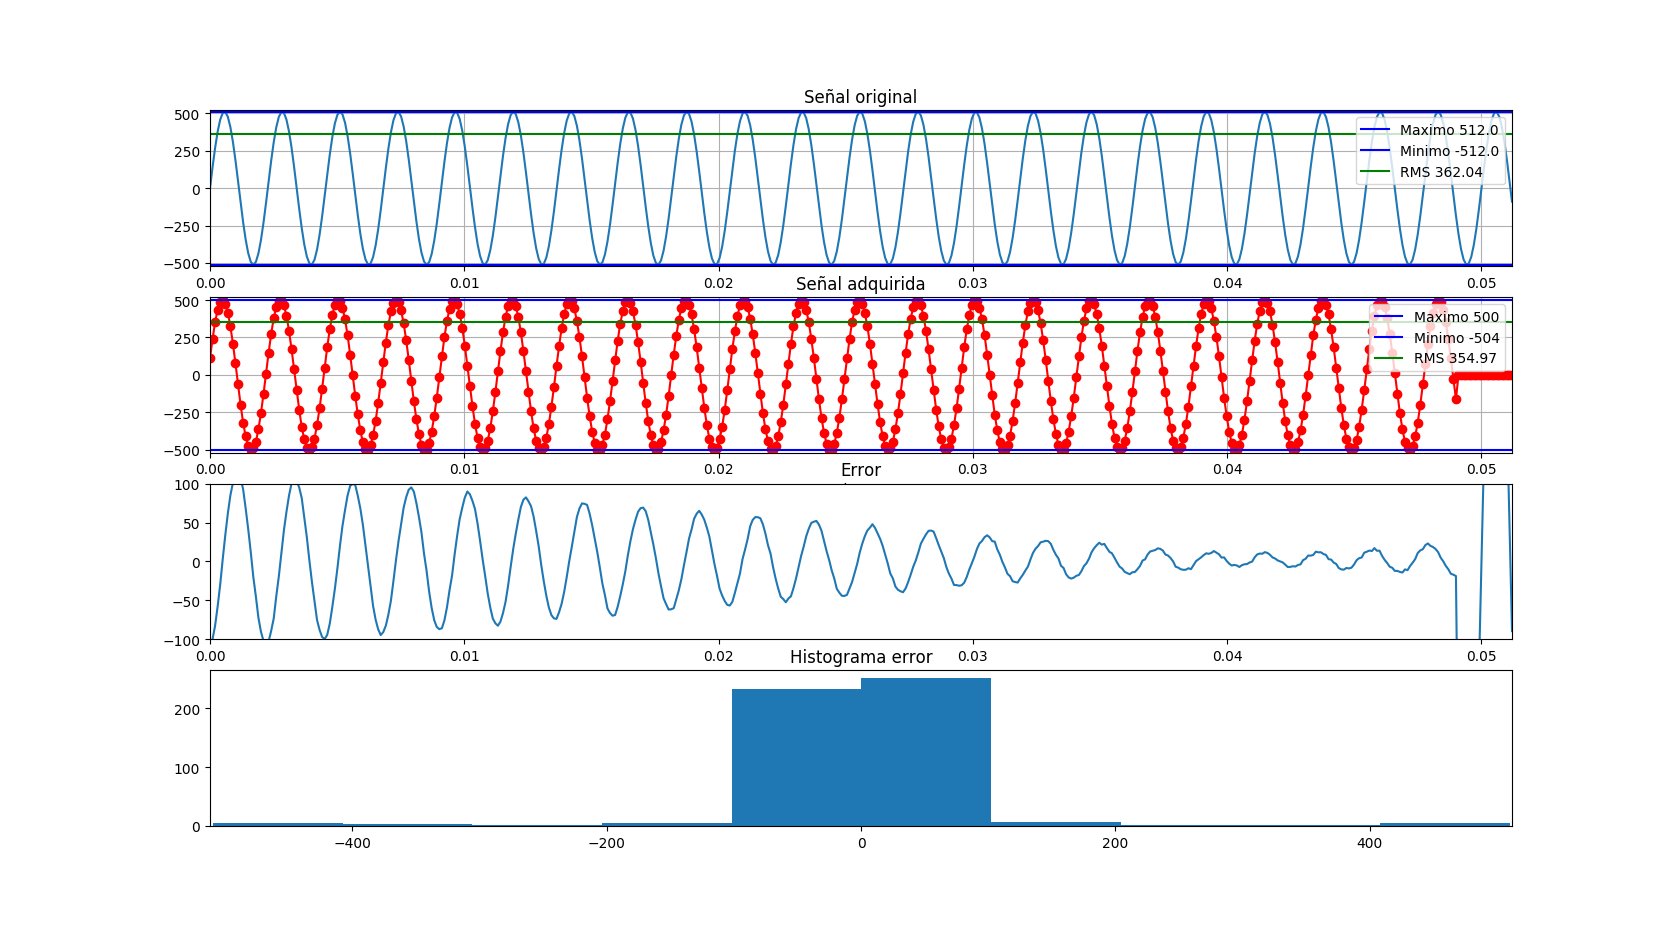 Señal original
500
250
0
−250
−500
Maximo 512.0
Minimo -512.0
RMS 362.04
0.00 0.01 0.02 0.03 0.04 0.05
Señal adquirida
500
250
0
−250
−500
Maximo 500
Minimo -504
RMS 354.97
0.00 0.01 0.02 0.03 0.04 0.05
Error
100
50
0
−50
−100
0.00 0.01 0.02 0.03 0.04 0.05
Histograma error
200
100
0
−400 −200 0 200 400